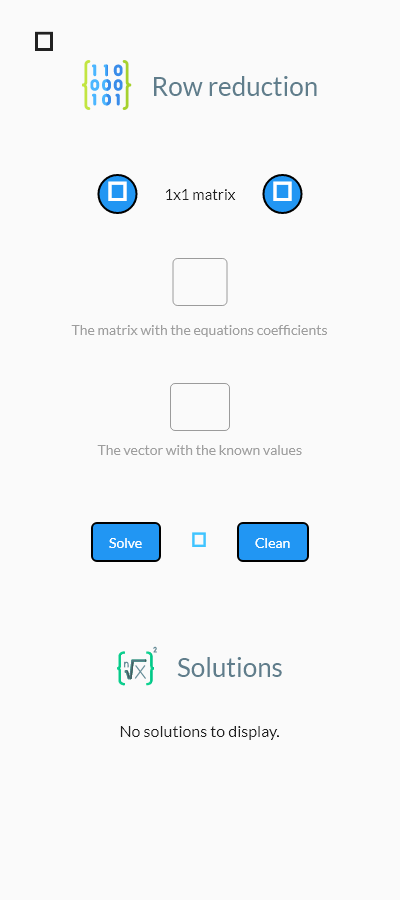 110
000
101
Row reduction
1x1 matrix
The matrix with the equations coefficients
The vector with the known values
Solve
Clean
n√x 2
Solutions
No solutions to display.